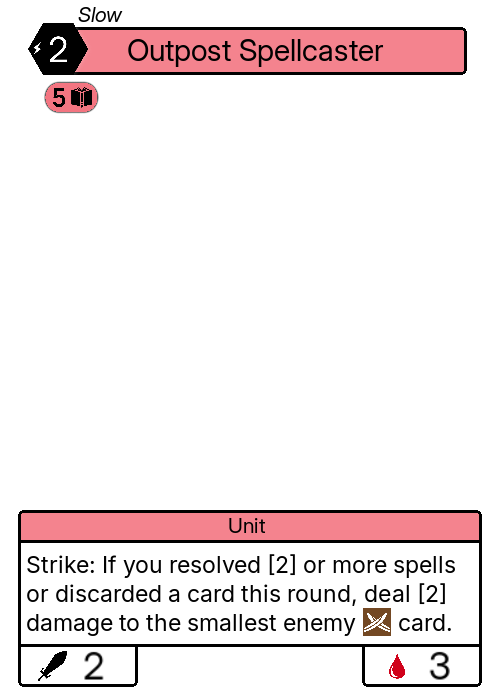 Slow
2 Outpost Spellcaster
5
Unit
Strike: If you resolved [2] or more spells
or discarded a card this round, deal [2]
damage to the smallest enemy card.
2 3